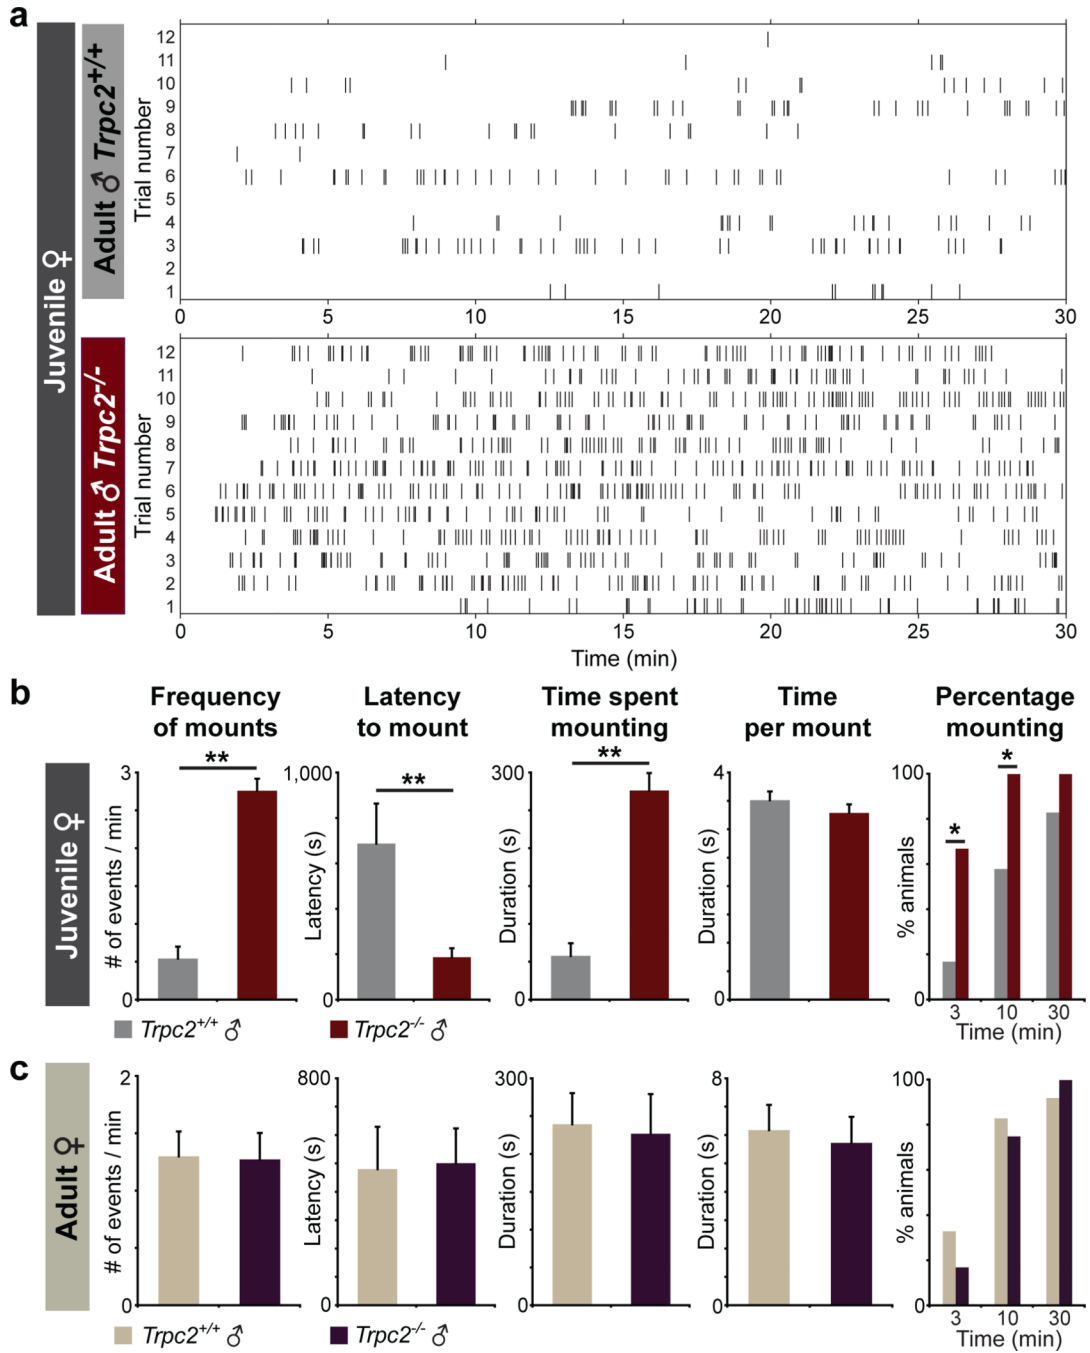 a
Juvenile ♀
Adult ♂ Trpc2+/+
Trial number
12
11
10
9
8
7
6
5
4
3
2
1
0 5 10 15 20 25 30
Adult ♂ Trpc2-/-
Trial number
12
11
10
9
8
7
6
5
4
3
2
1
0 5 10 15 20 25 30
Time (min)
b
Juvenile ♀
Frequency
of mounts
**
3
0
# of events / min
Latency
to mount
**
1,000
0
Latency (s)
Time spent
mounting
**
300
0
Duration (s)
Time
per mount
4
0
Duration (s)
Percentage
mounting
*
*
100
0
% animals
3 10 30
Time (min)
Trpc2+/+ ♂
Trpc2-/- ♂
c
Adult ♀
2
0
# of events / min
800
0
Latency (s)
300
0
Duration (s)
8
0
Duration (s)
100
0
% animals
3 10 30
Time (min)
Trpc2+/+ ♂
Trpc2-/- ♂